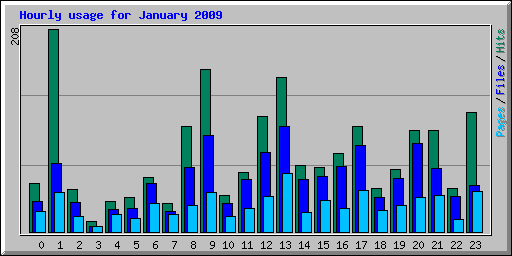 Hourly usage for January 2009
208
Pages / Files / Hits
0 1 2 3 4 5 6 7 8 9 10 11 12 13 14 15 16 17 18 19 20 21 22 23